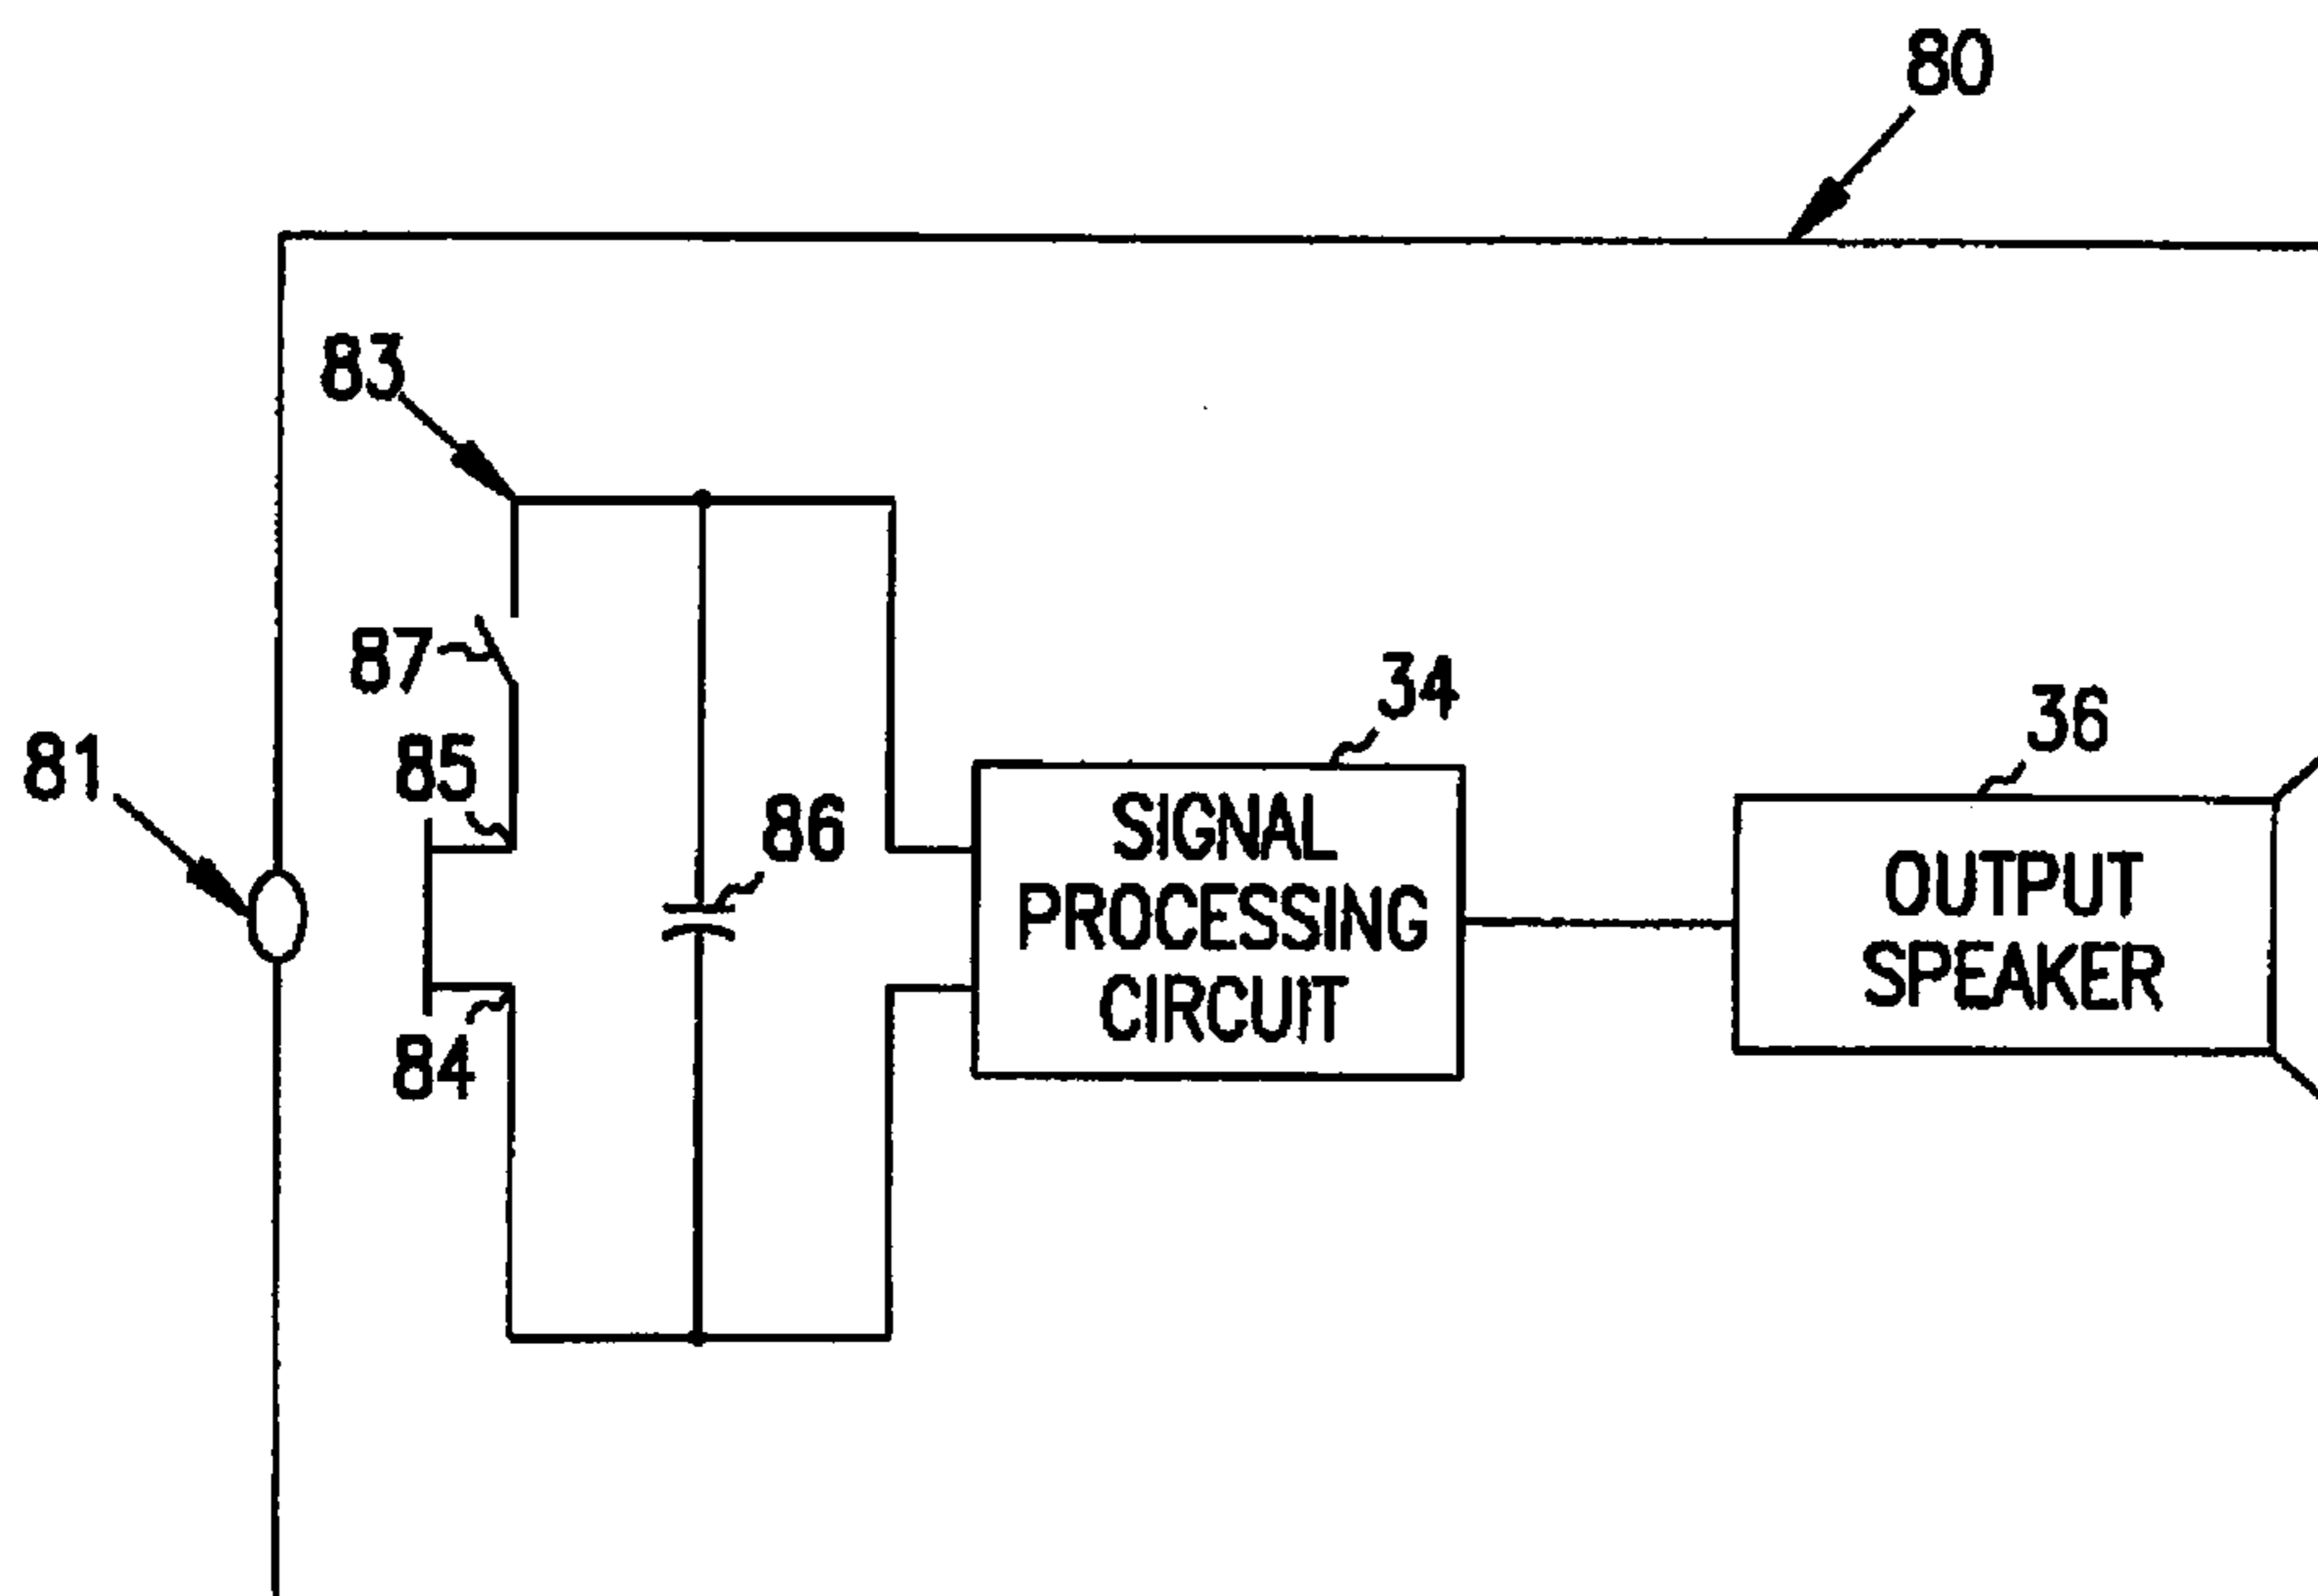 80
83
87
34
36
85
81
86
SIGNAL
PROCESSING
CIRCUIT
OUTPUT
SPEAKER
84